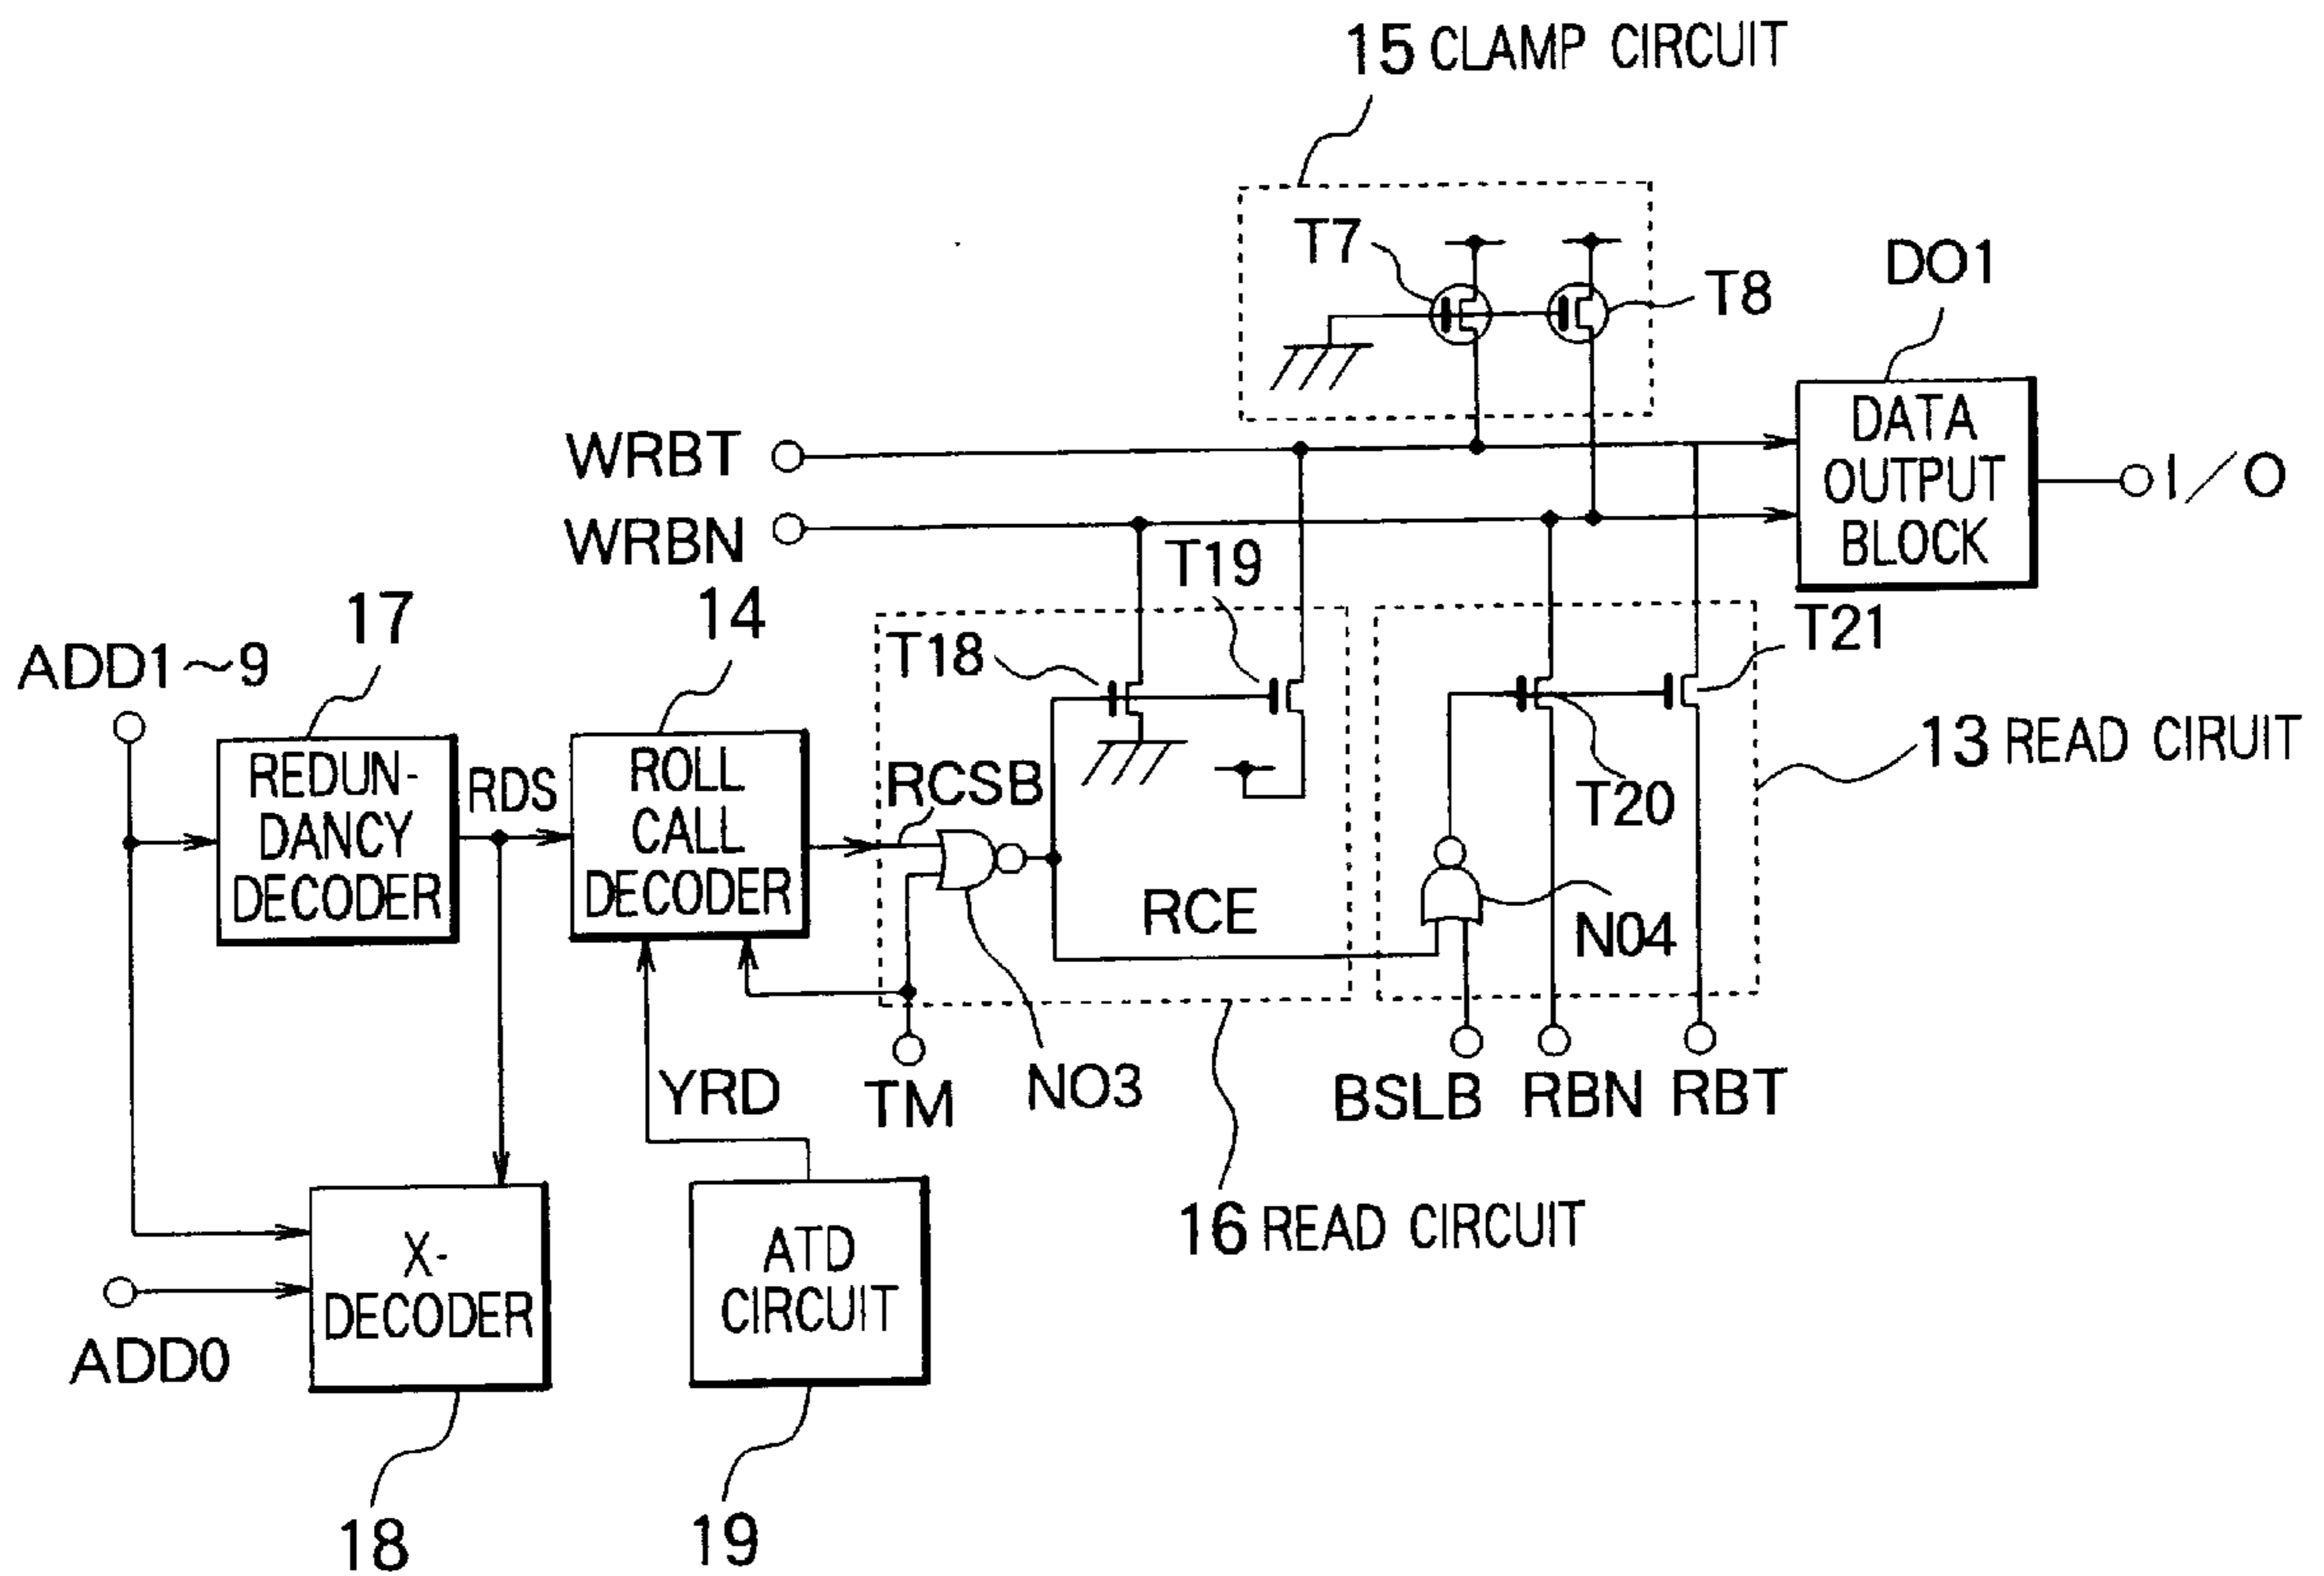 15 CLAMP CIRCUIT
T7
T8
DO1
WRBT
WRBN
DATA
OUTPUT
BLOCK
I/O
T19
17
14
T18
T21
ADD1~9
REDUN-
DANCY
DECODER
RDS
ROLL
CALL
DECODER
RCSB
T20
13 READ CIRUIT
RCE
N04
YRD
TM
NO3
BSLB
RBN
RBT
16 READ CIRCUIT
X-
DECODER
ATD
CIRCUIT
ADD0
18
19